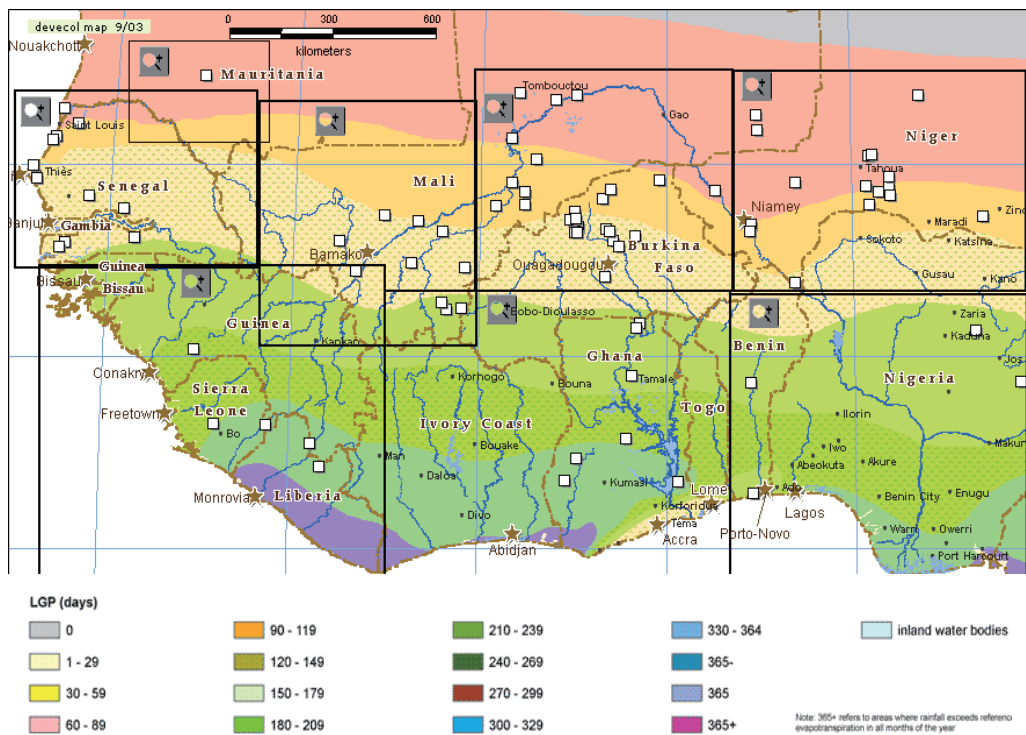 devecol map 9/03
0 300 600
kilometers
Nouakchott
Mauritania
Tombouctou
Gao
Niger
Saint Louis
Thiès
Senegal
Mali
Tahoua
Niamey
Maradi
Sokoto
Katsina
Banjul
Gambia
Bamako
Burkina
Faso
Ouagadougou
Gusau
Kano
Guinea
Bissau
Bissau
Bobo-Dioulasso
Zaria
Kaduna
Guinea
Kankan
Ghana
Benin
Jos
Conakry
Korhogo
Bouna
Tamale
Nigeria
Sierra
Leone
Togo
Freetown
Ivory Coast
Ilorin
Bo
Bouake
Iwo
Man
Abeokuta
Akure
Daloa
Kumasi
Monrovia
Liberia
Lome
Ado
Benin City
Enugu
Divo
Koforidua
Porto-Novo
Lagos
Tema
Accra
Warri
Owerri
Abidjan
Port Harcourt
LGP (days)
0
1 - 29
30 - 59
60 - 89
90 - 119
120 - 149
150 - 179
180 - 209
210 - 239
240 - 269
270 - 299
300 - 329
330 - 364
365-
365
365+
inland water bodies
Note: 365+ refers to areas where rainfall exceeds referenc
evapotranspiration in all months of the year